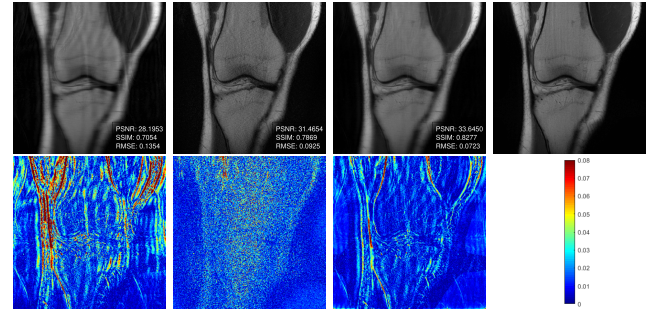 PSNR: 28.1953
SSIM: 0.7054
RMSE: 0.1354
PSNR: 31.4654
SSIM: 0.7869
RMSE: 0.0925
PSNR: 33.6450
SSIM: 0.8277
RMSE: 0.0723
0.08
0.07
0.06
0.05
0.04
0.03
0.02
0.01
0